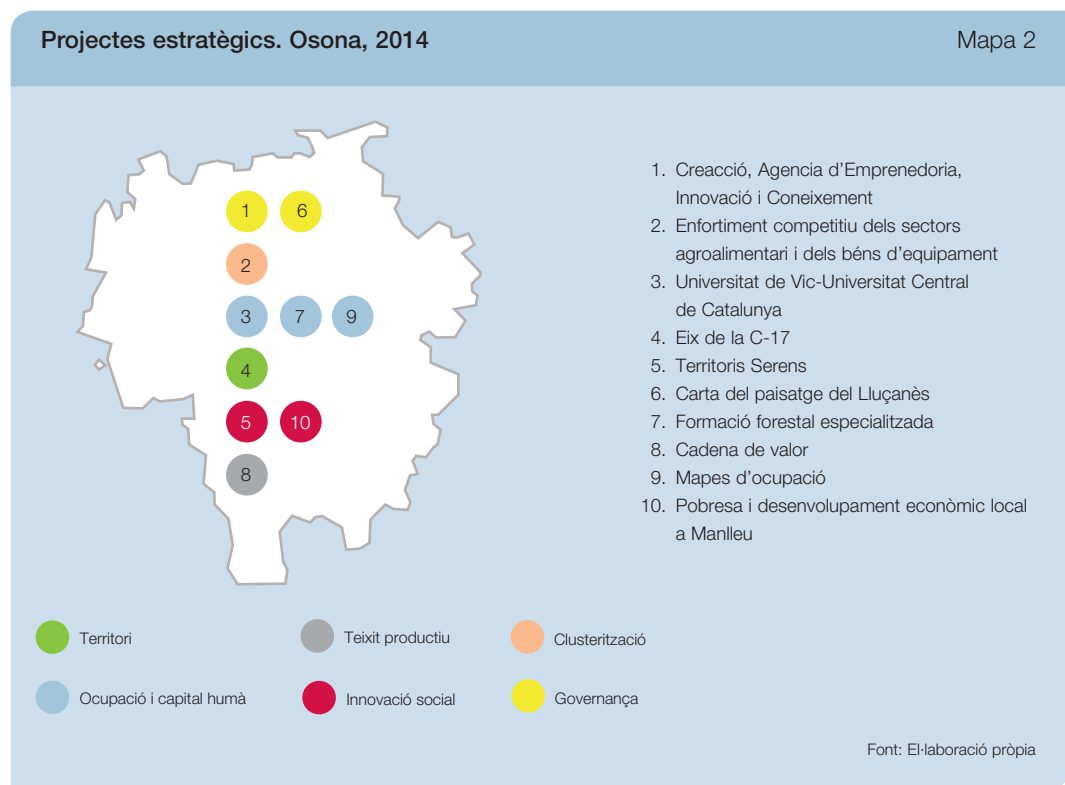 Projectes estratègics. Osona, 2014
Mapa 2
1
6
2
3
7
9
4
5
10
8
1. Creacció, Agencia d'Emprenedoria,
Innovació i Coneixement
2. Enfortiment competitiu dels sectors
agroalimentari i dels béns d'equipament
3. Universitat de Vic-Universitat Central
de Catalunya
4. Eix de la C-17
5. Territoris Serens
6. Carta del paisatge del Lluçanès
7. Formació forestal especialitzada
8. Cadena de valor
9. Mapes d'ocupació
10. Pobresa i desenvolupament econòmic local
a Manlleu
Territori
Teixit productiu
Clusterització
Ocupació i capital humà
Innovació social
Governança
Font: El·laboració pròpia